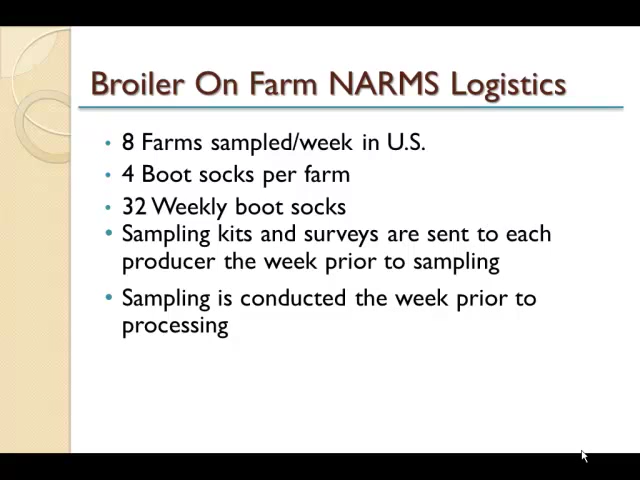 Broiler On Farm NARMS Logistics
• 8 Farms sampled/week in U.S.
• 4 Boot socks per farm
• 32 Weekly boot socks
• Sampling kits and surveys are sent to each
producer the week prior to sampling
• Sampling is conducted the week prior to
processing